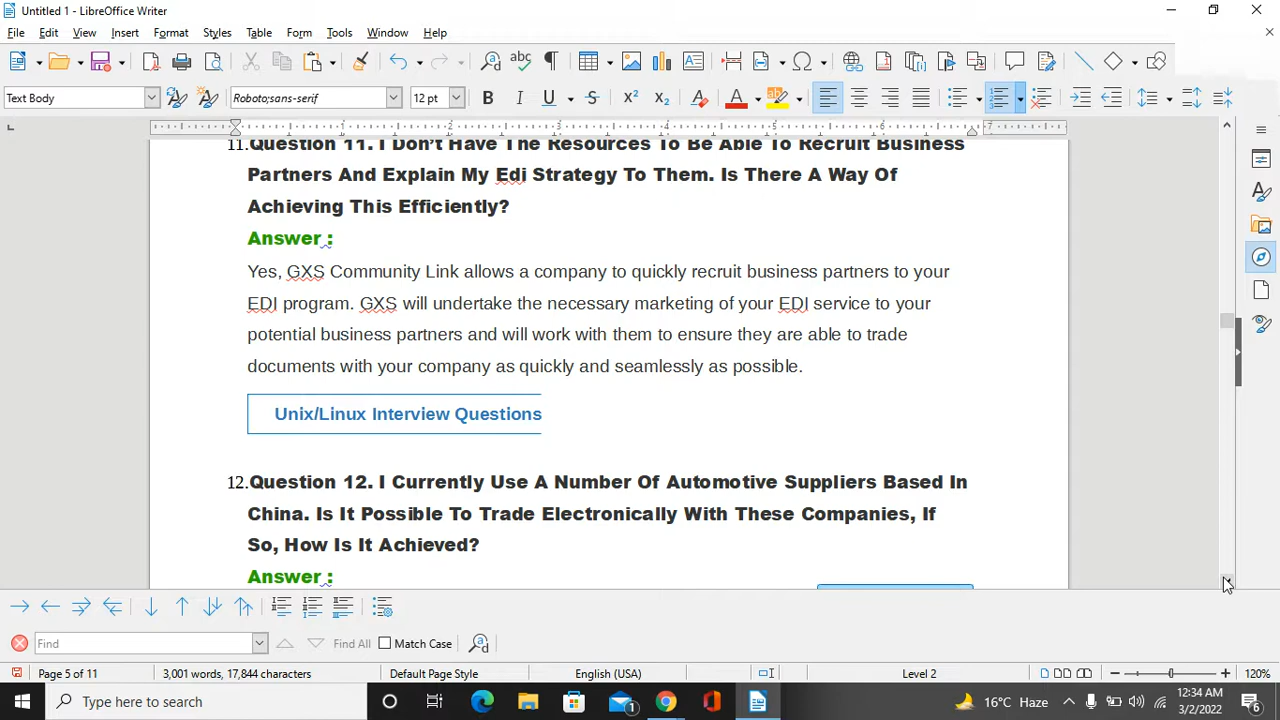 Untitled 1 - LibreOffice Writer
File Edit View Insert Format Styles Table Form Tools Window Help
Text Body Roboto;sans-serif 12 pt
11.Question 11. I Don't Have The Resources To Be Able To Recruit Business
Partners And Explain My Edi Strategy To Them. Is There A Way Of
Achieving This Efficiently?
Answer :
Yes, GXS Community Link allows a company to quickly recruit business partners to your
EDI program. GXS will undertake the necessary marketing of your EDI service to your
potential business partners and will work with them to ensure they are able to trade
documents with your company as quickly and seamlessly as possible.
Unix/Linux Interview Questions
12.Question 12. I Currently Use A Number Of Automotive Suppliers Based In
China. Is It Possible To Trade Electronically With These Companies, If
So, How Is It Achieved?
Answer :
Find Find All Match Case
Page 5 of 11 3,001 words, 17,844 characters Default Page Style English (USA) Level 2 120%
Type here to search 1 16°C Haze 12:34 AM
3/2/2022 6